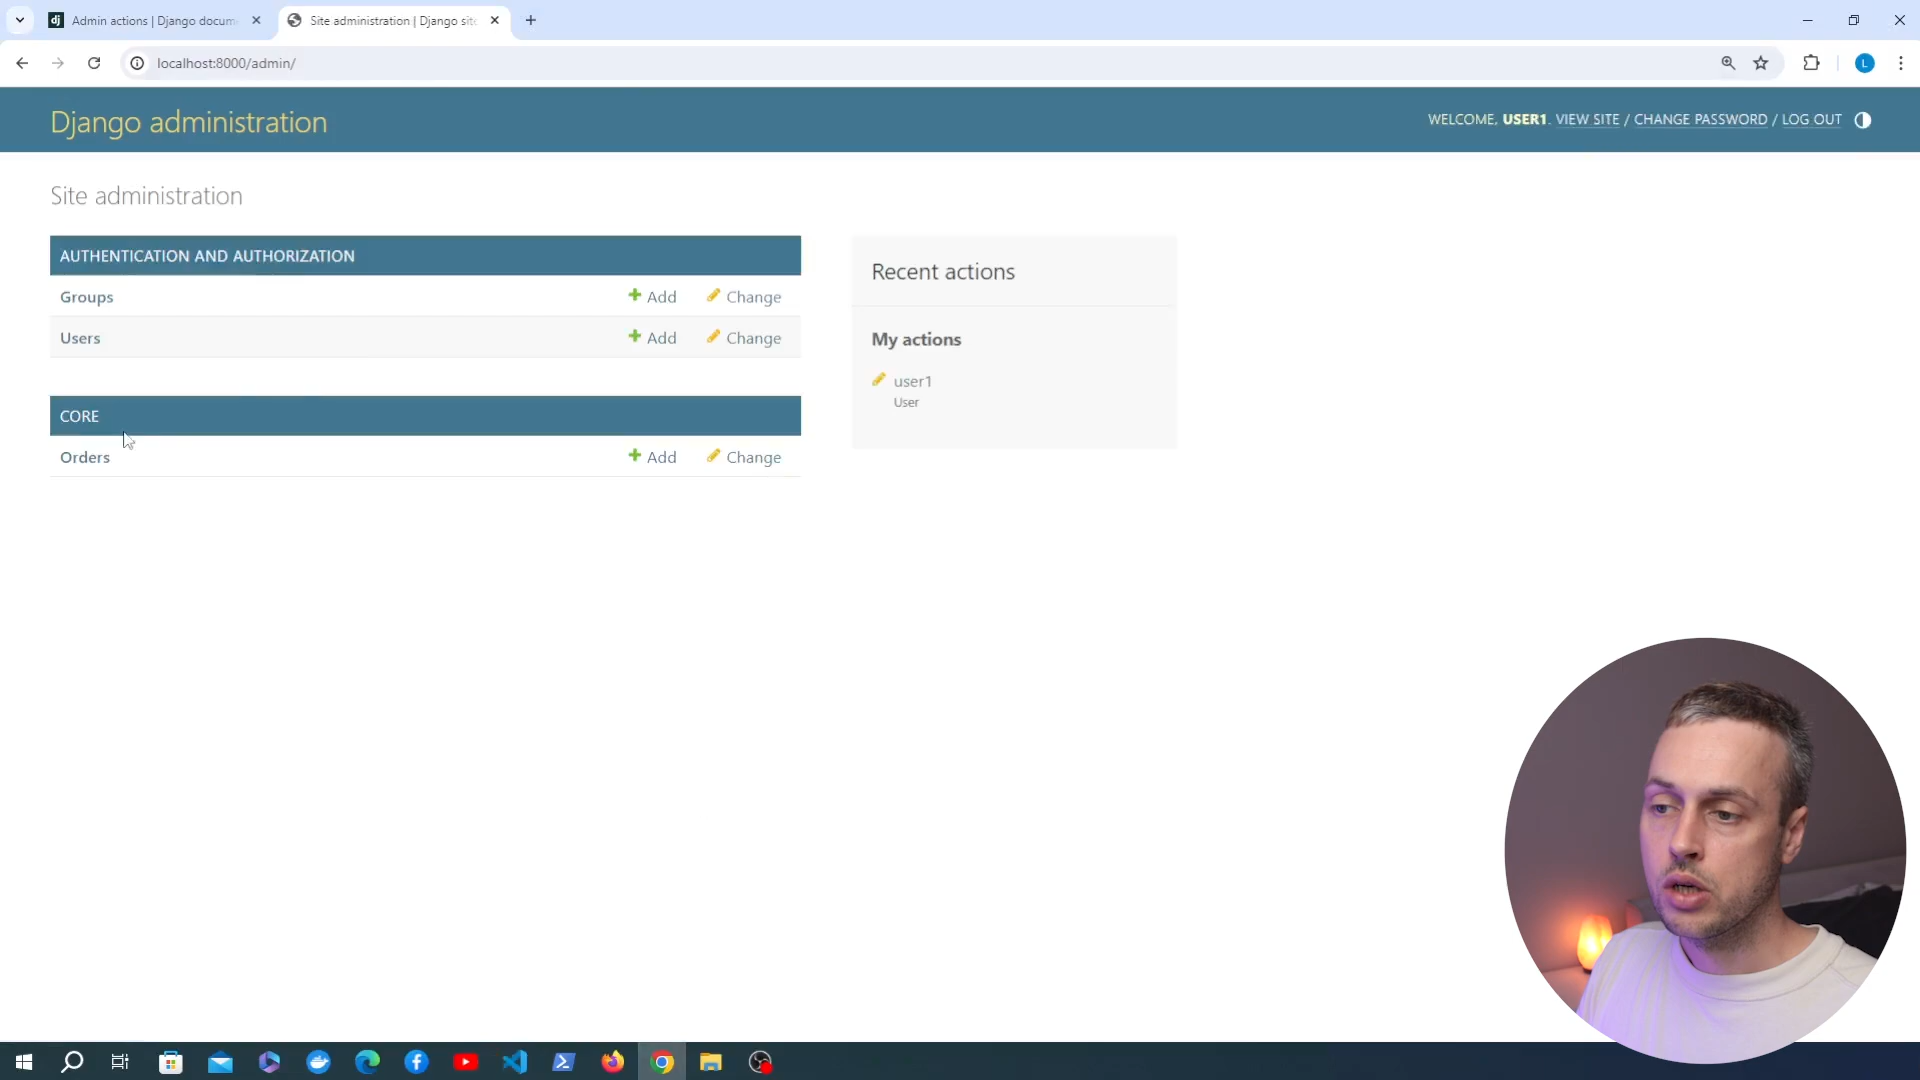 Admin actions | Django docum
Site administration | Django site
localhost:8000/admin/
L
Django administration
WELCOME, USER1. VIEW SITE / CHANGE PASSWORD / LOG OUT
Site administration
AUTHENTICATION AND AUTHORIZATION
Groups Add Change
Users Add Change
CORE
Orders Add Change
Recent actions
My actions
user1
User